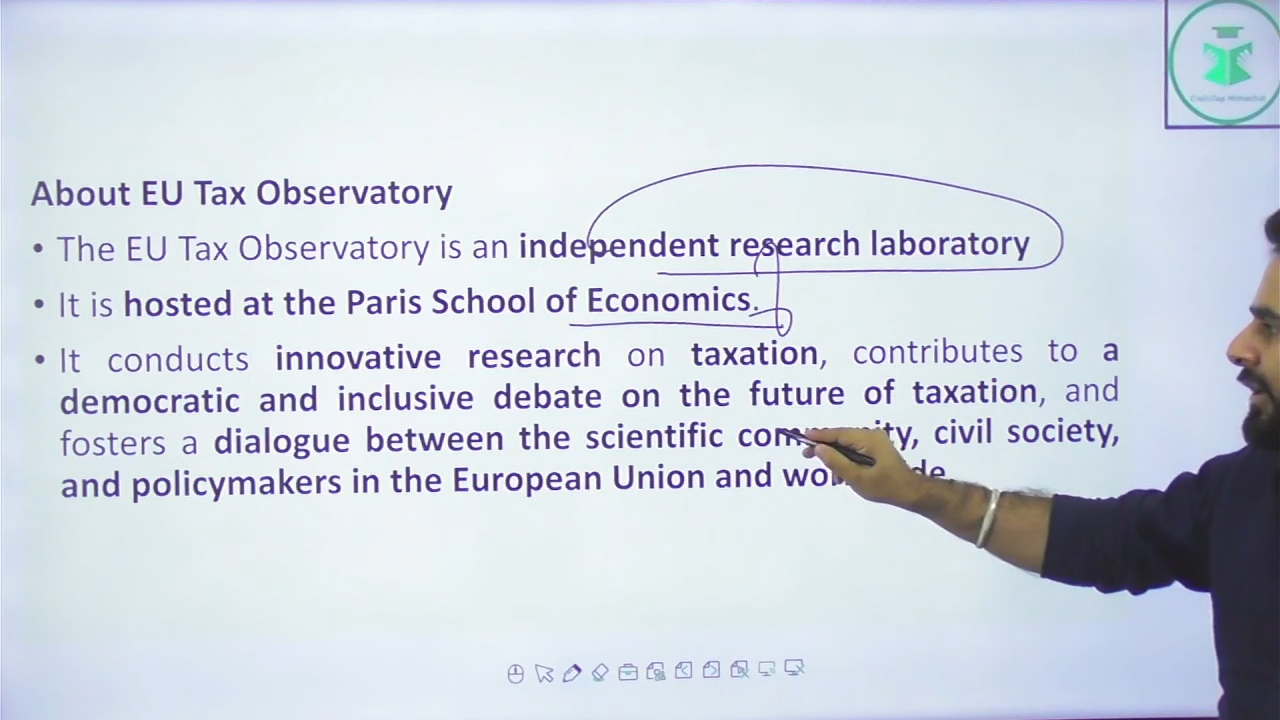 About EU Tax Observatory
• The EU Tax Observatory is an independent research laboratory
• It is hosted at the Paris School of Economics.
• It conducts innovative research on taxation, contributes to a
democratic and inclusive debate on the future of taxation, and
fosters a dialogue between the scientific civil society,
and policymakers in the European Union and